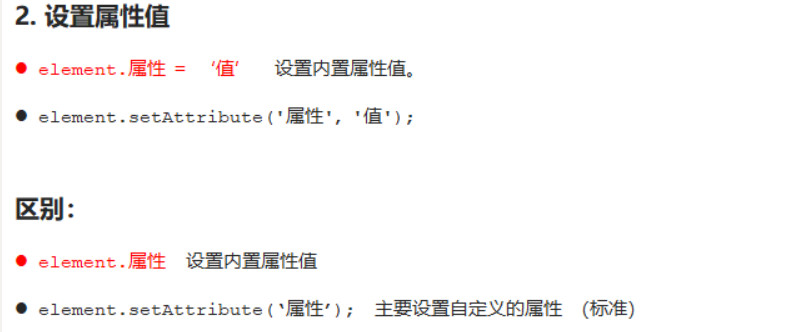 2. 设置属性值
● element.属性 = ‘值’ 设置内置属性值。
● element.setAttribute('属性', '值');
区别：
● element.属性 设置内置属性值
● element.setAttribute(‘属性’); 主要设置自定义的属性 （标准）